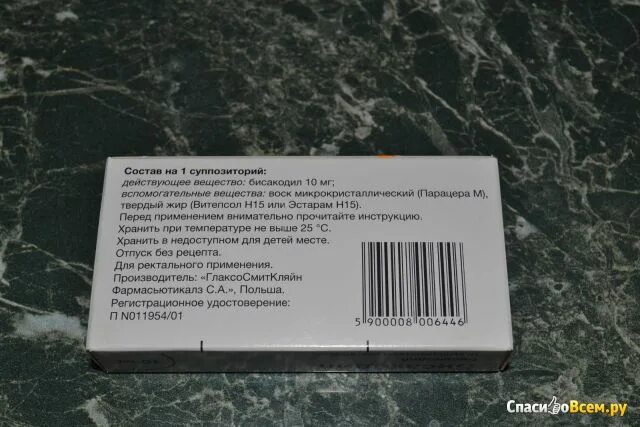 Состав на 1 суппозиторий:
действующее вещество: бисакодил 10 мг;
вспомогательные вещества: воск микрокристаллический (Парацера М),
твердый жир (Витепсол Н15 или Эстарам Н15).
Перед применением внимательно прочитайте инструкцию.
Хранить при температуре не выше 25 °С.
Хранить в недоступном для детей месте.
Отпуск без рецепта.
Для ректального применения.
Производитель: «ГлаксоСмитКляйн
Фармасьютикалз С.А.», Польша.
Регистрационное удостоверение:
П N011954/01
5 900008 006446
СпасибоВсем.ру